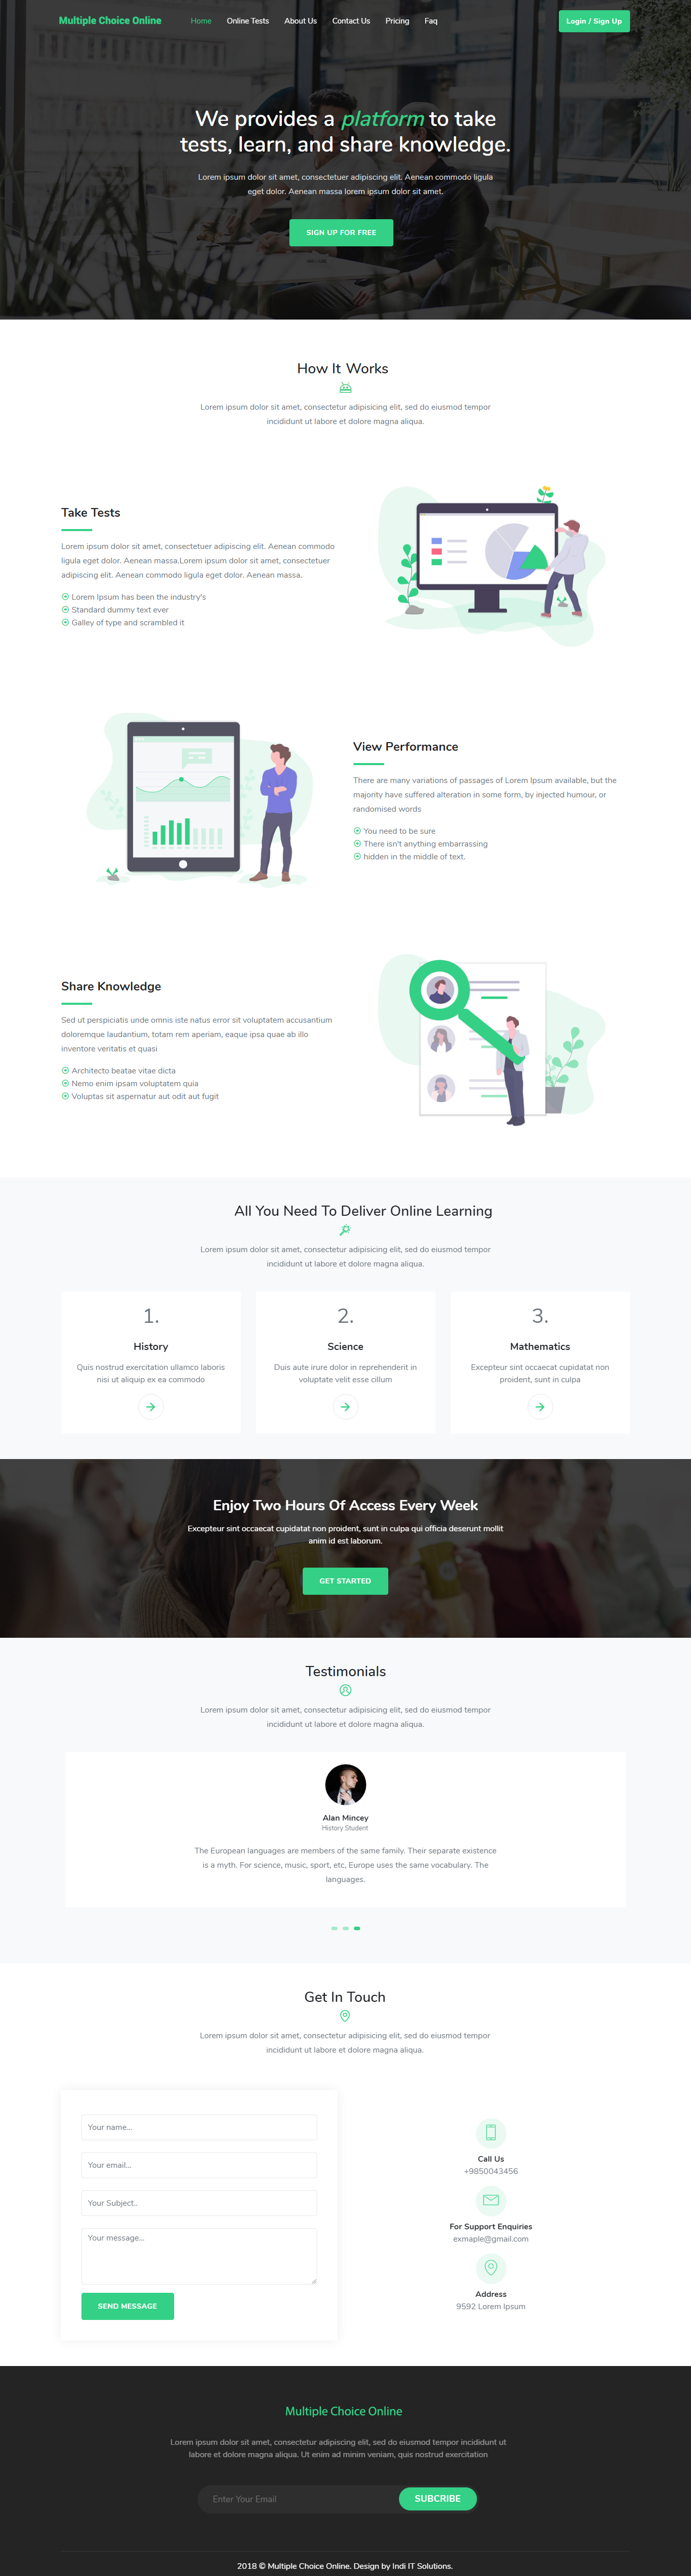 Multiple Choice Online
Home Online Tests About Us Contact Us Pricing Faq
Login / Sign Up
We provides a platform to take
tests, learn, and share knowledge.
Lorem ipsum dolor sit amet, consectetuer adipiscing elit. Aenean commodo ligula
eget dolor. Aenean massa lorem ipsum dolor sit amet.
SIGN UP FOR FREE
How It Works
Lorem ipsum dolor sit amet, consectetur adipisicing elit, sed do eiusmod tempor
incididunt ut labore et dolore magna aliqua.
Take Tests
Lorem ipsum dolor sit amet, consectetuer adipiscing elit. Aenean commodo
ligula eget dolor. Aenean massa.Lorem ipsum dolor sit amet, consectetuer
adipiscing elit. Aenean commodo ligula eget dolor. Aenean massa.
Lorem Ipsum has been the industry's
Standard dummy text ever
Galley of type and scrambled it
View Performance
There are many variations of passages of Lorem Ipsum available, but the
majority have suffered alteration in some form, by injected humour, or
randomised words
You need to be sure
There isn't anything embarrassing
hidden in the middle of text.
Share Knowledge
Sed ut perspiciatis unde omnis iste natus error sit voluptatem accusantium
doloremque laudantium, totam rem aperiam, eaque ipsa quae ab illo
inventore veritatis et quasi
Architecto beatae vitae dicta
Nemo enim ipsam voluptatem quia
Voluptas sit aspernatur aut odit aut fugit
All You Need To Deliver Online Learning
Lorem ipsum dolor sit amet, consectetur adipisicing elit, sed do eiusmod tempor
incididunt ut labore et dolore magna aliqua.
1.
History
Quis nostrud exercitation ullamco laboris
nisi ut aliquip ex ea commodo
2.
Science
Duis aute irure dolor in reprehenderit in
voluptate velit esse cillum
3.
Mathematics
Excepteur sint occaecat cupidatat non
proident, sunt in culpa
Enjoy Two Hours Of Access Every Week
Excepteur sint occaecat cupidatat non proident, sunt in culpa qui officia deserunt mollit
anim id est laborum.
GET STARTED
Testimonials
Lorem ipsum dolor sit amet, consectetur adipisicing elit, sed do eiusmod tempor
incididunt ut labore et dolore magna aliqua.
Alan Mincey
History Student
The European languages are members of the same family. Their separate existence
is a myth. For science, music, sport, etc, Europe uses the same vocabulary. The
languages.
Get In Touch
Lorem ipsum dolor sit amet, consectetur adipisicing elit, sed do eiusmod tempor
incididunt ut labore et dolore magna aliqua.
Your name...
Your email...
Your Subject..
Your message...
SEND MESSAGE
Call Us
+9850043456
For Support Enquiries
exmaple@gmail.com
Address
9592 Lorem Ipsum
Multiple Choice Online
Lorem ipsum dolor sit amet, consectetur adipisicing elit, sed do eiusmod tempor incididunt ut
labore et dolore magna aliqua. Ut enim ad minim veniam, quis nostrud exercitation
Enter Your Email
SUBCRIBE
2018 © Multiple Choice Online. Design by Indi IT Solutions.